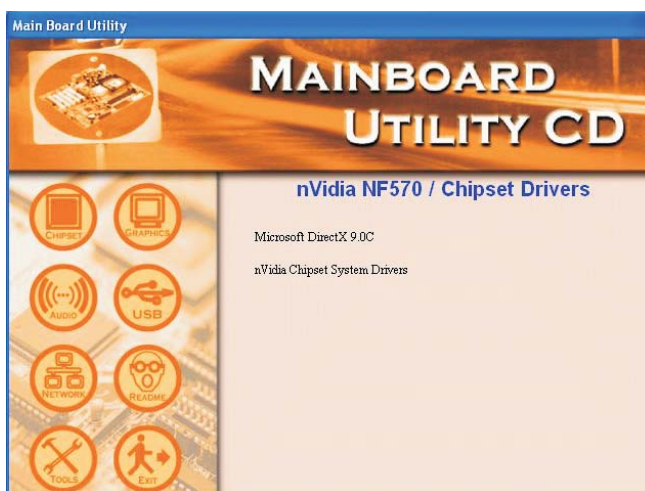 Main Board Utility
MAINBOARD
UTILITY CD
nVidia NF570 / Chipset Drivers
Microsoft DirectX 9.0C
nVidia Chipset System Drivers
CHIPSET
GRAPHICS
AUDIO
USB
NETWORK
README
TOOLS
EXIT